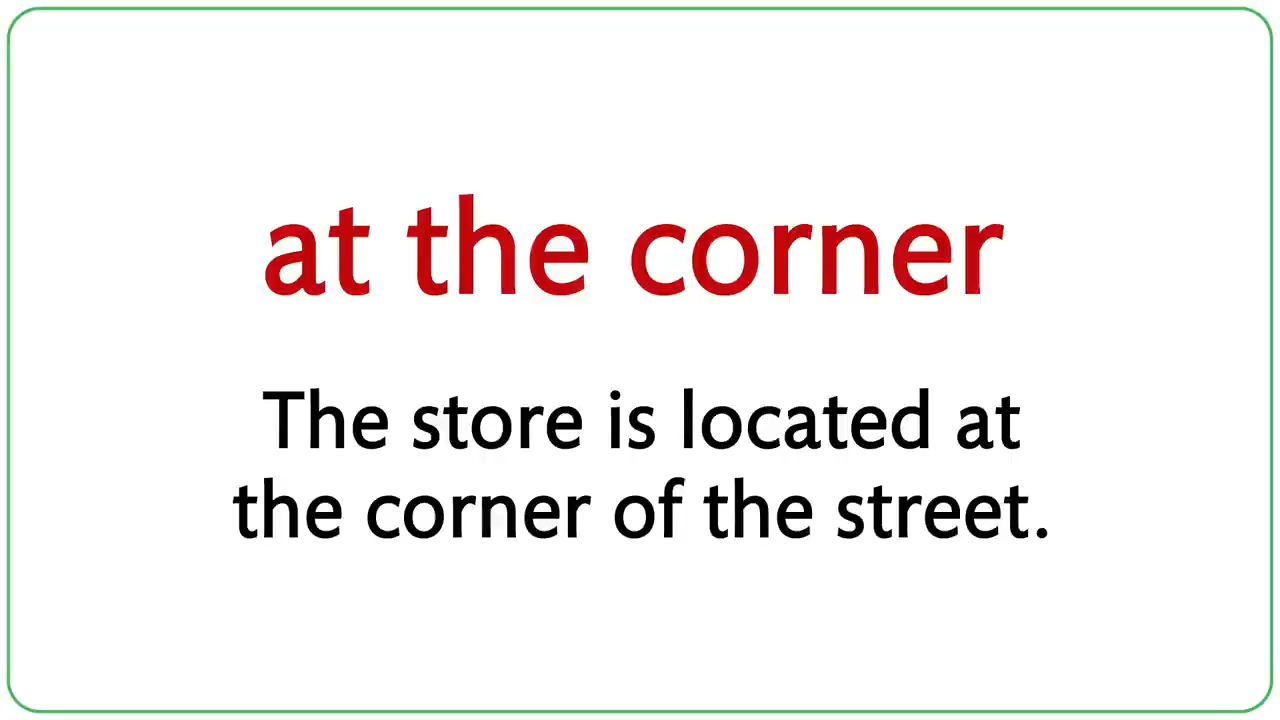 at the corner
The store is located at
the corner of the street.